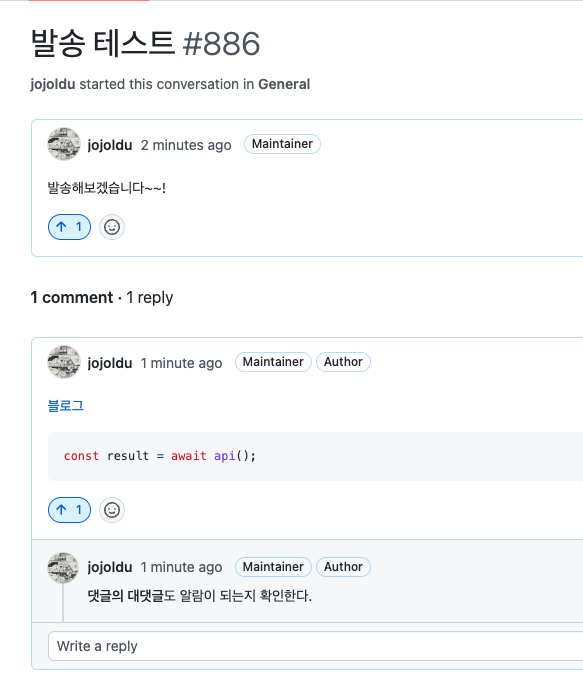 발송 테스트 #886
jojoldu started this conversation in General
jojoldu 2 minutes ago Maintainer
발송해보겠습니다~~!
1
1 comment · 1 reply
jojoldu 1 minute ago Maintainer Author
블로그
const result = await api();
1
jojoldu 1 minute ago Maintainer Author
댓글의 대댓글도 알람이 되는지 확인한다.
Write a reply